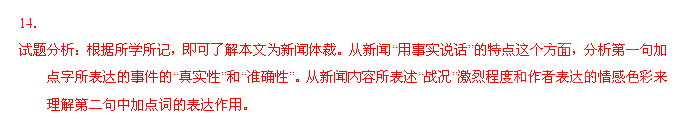 14.
试题分析：根据所学所记，即可了解本文为新闻体裁。从新闻“用事实说话”的特点这个方面，分析第一句加
点字所表达的事件的“真实性”和“准确性”。从新闻内容所表述“战况”激烈程度和作者表达的情感色彩来
理解第二句中加点词的表达作用。